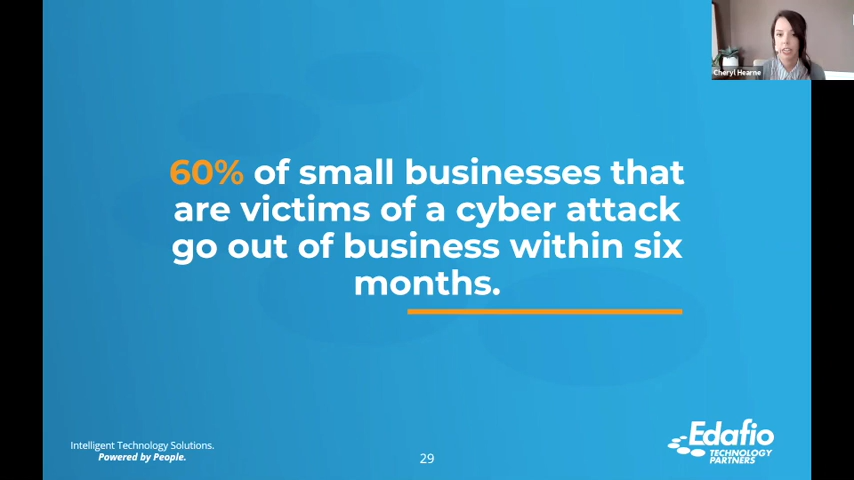 Cheryl Hearne
60% of small businesses that
are victims of a cyber attack
go out of business within six
months.
Intelligent Technology Solutions.
Powered by People.
29
Edafio
TECHNOLOGY
PARTNERS